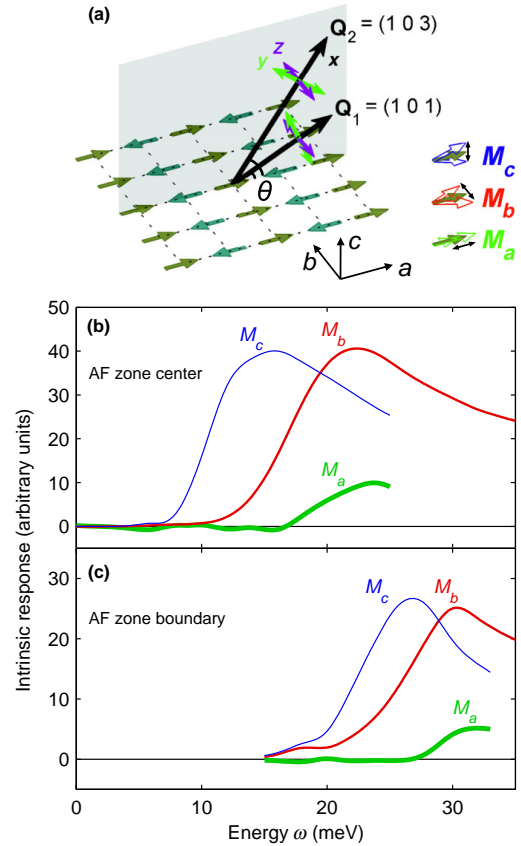 (a)
Q2 = (1 0 3)
x
z
y
Q1 = (1 0 1)
θ
Mc
Mb
Ma
c
b
a
50
(b)
Mc
Mb
40
AF zone center
30
20
Ma
10
0
(c)
Mc
Mb
30
AF zone boundary
20
Ma
10
0
Intrinsic response (arbitrary units)
0
10
20
30
Energy ω (meV)